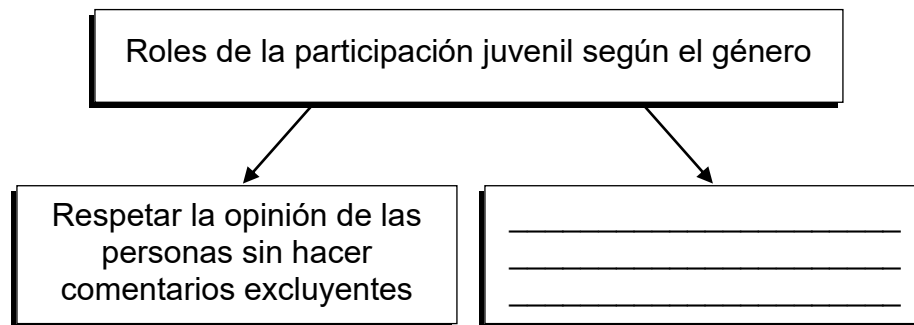 Roles de la participación juvenil según el género
Respetar la opinión de las
personas sin hacer
comentarios excluyentes